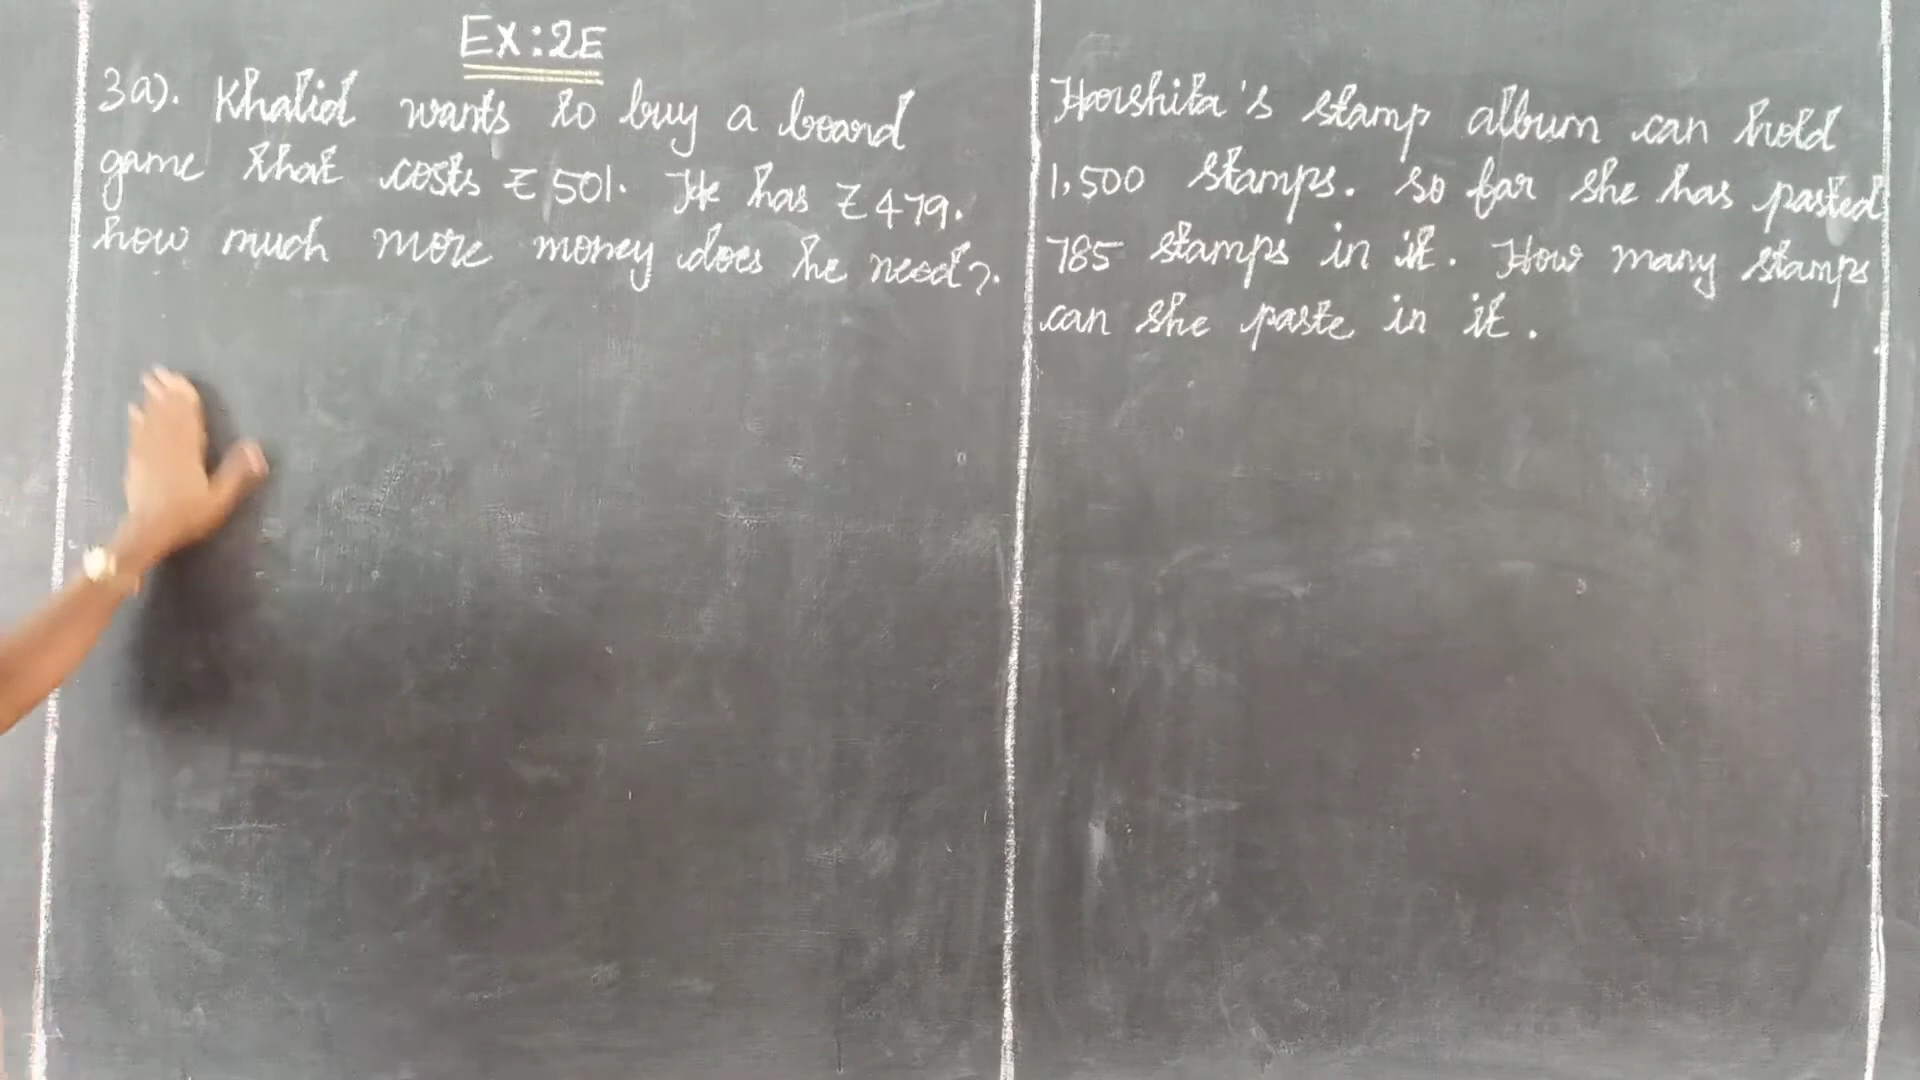 Ex:2E
3a). Khalid wants to buy a board
game that costs ₹501. He has ₹479.
how much more money does he need?.
Harshita's stamp album can hold
1,500 stamps. so far she has pasted
785 stamps in it. How many stamps
can she paste in it.